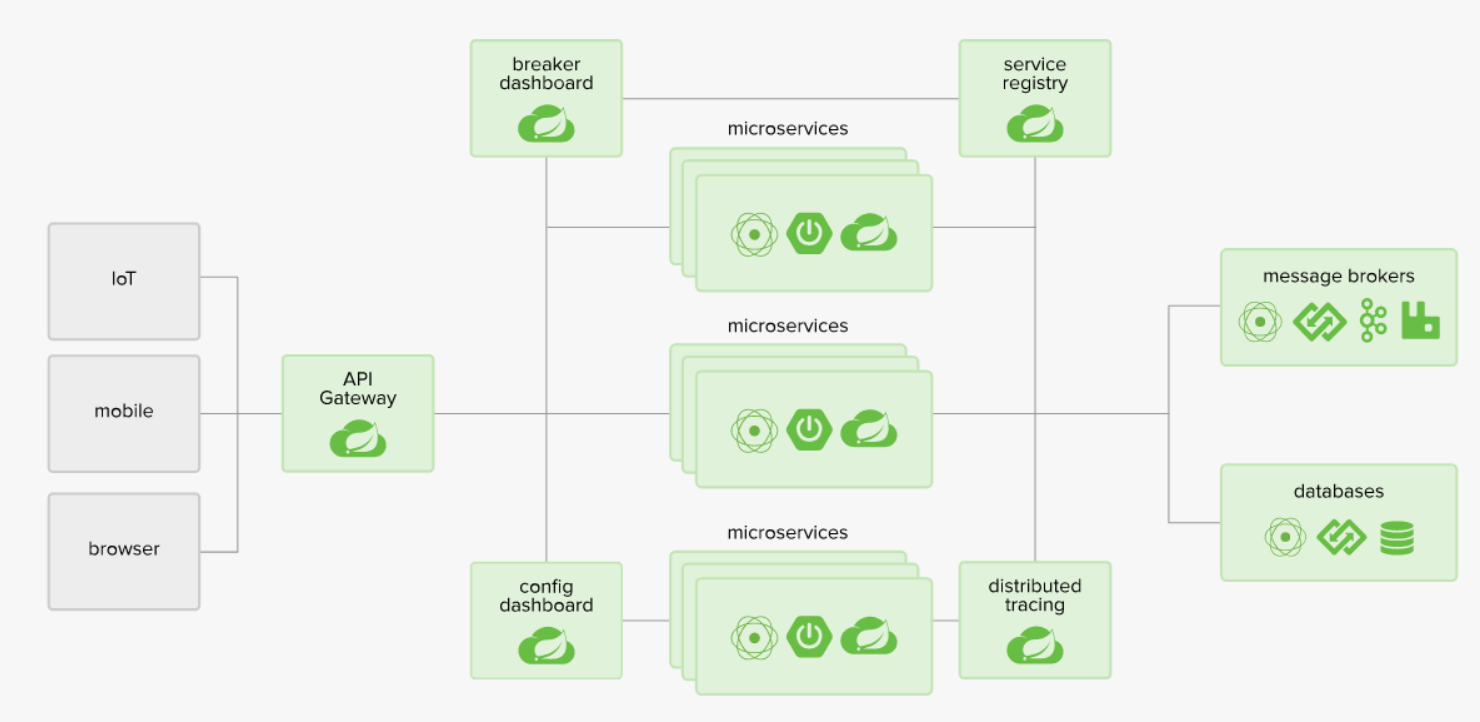 breaker
dashboard
service
registry
microservices
IoT
mobile
browser
API
Gateway
microservices
message brokers
databases
microservices
config
dashboard
distributed
tracing